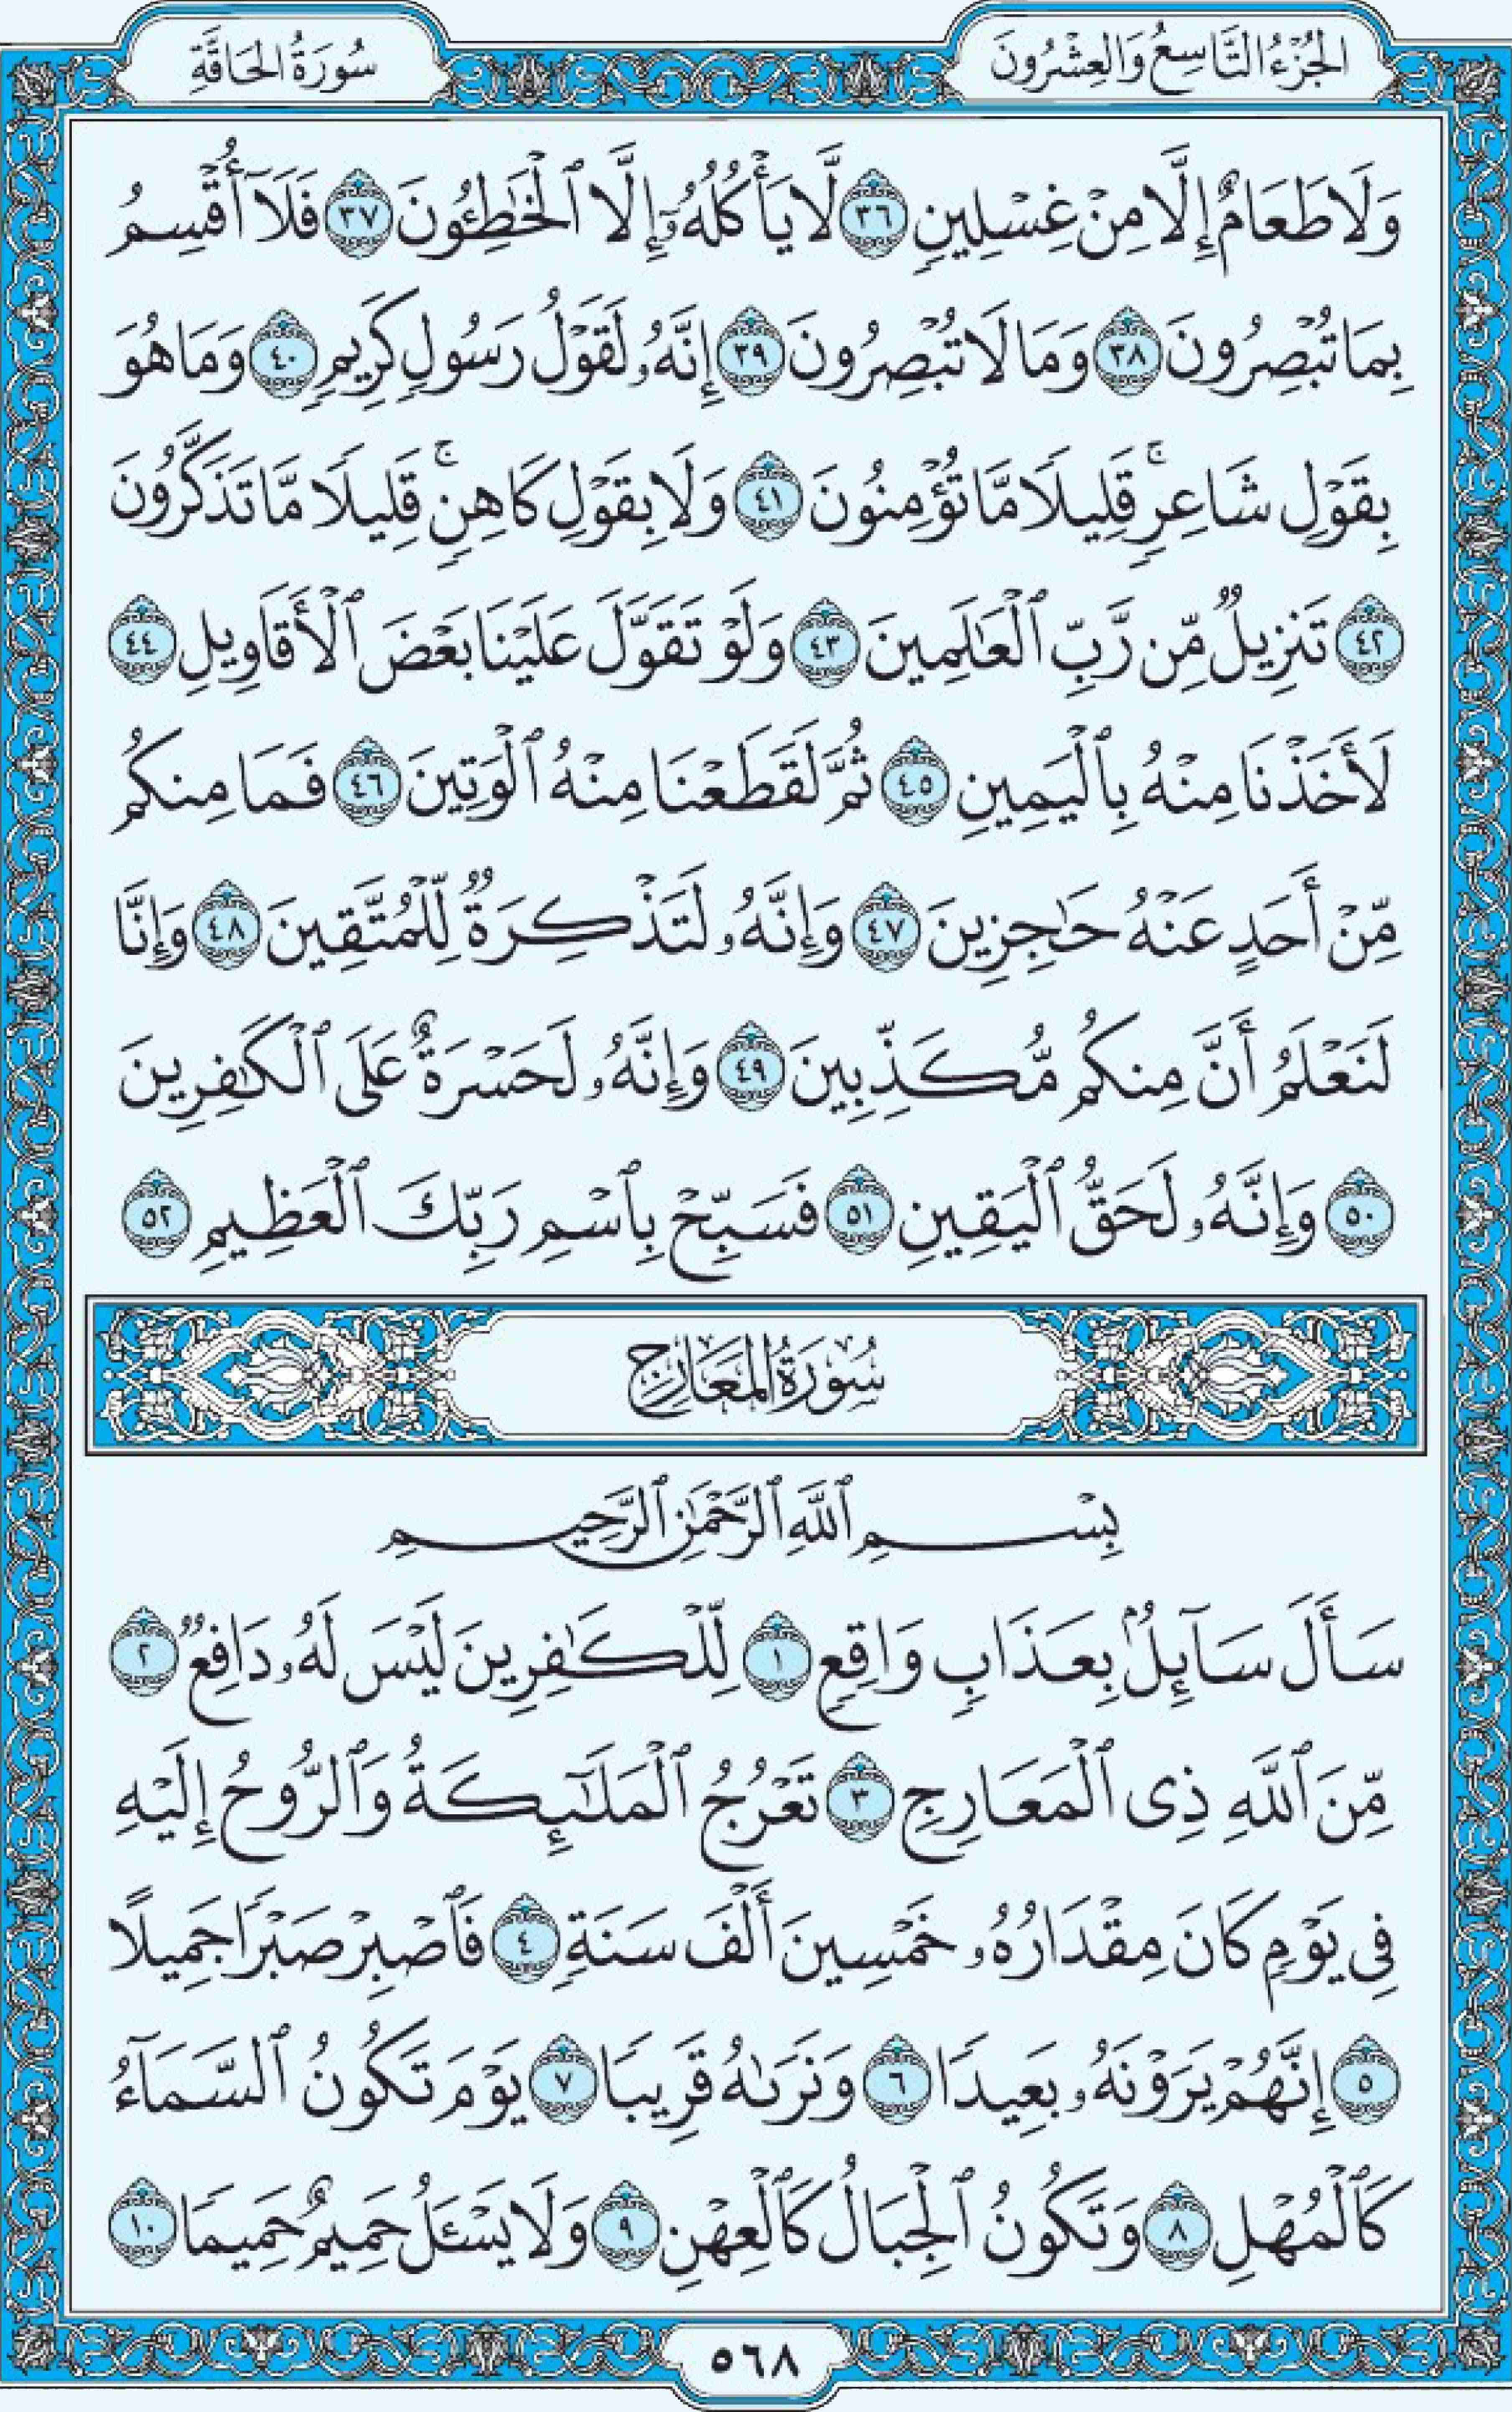 الجُزْءُ التَّاسِعُ وَالعِشْرُونَ
سُورَةُ الحَاقَّةِ
وَلَا طَعَامٌ إِلَّا مِنْ غِسْلِينٍ ٣٦ لَّا يَأْكُلُهُۥٓ إِلَّا ٱلْخَٰطِـُٔونَ ٣٧ فَلَآ أُقْسِمُ
بِمَا تُبْصِرُونَ ٣٨ وَمَا لَا تُبْصِرُونَ ٣٩ إِنَّهُۥ لَقَوْلُ رَسُولٍ كَرِيمٍ ٤٠ وَمَا هُوَ
بِقَوْلِ شَاعِرٍ ۚ قَلِيلًا مَّا تُؤْمِنُونَ ٤١ وَلَا بِقَوْلِ كَاهِنٍ ۚ قَلِيلًا مَّا تَذَكَّرُونَ
٤٢ تَنزِيلٌ مِّن رَّبِّ ٱلْعَٰلَمِينَ ٤٣ وَلَوْ تَقَوَّلَ عَلَيْنَا بَعْضَ ٱلْأَقَاوِيلِ ٤٤
لَأَخَذْنَا مِنْهُ بِٱلْيَمِينِ ٤٥ ثُمَّ لَقَطَعْنَا مِنْهُ ٱلْوَتِينَ ٤٦ فَمَا مِنكُم
مِّنْ أَحَدٍ عَنْهُ حَٰجِزِينَ ٤٧ وَإِنَّهُۥ لَتَذْكِرَةٌ لِّلْمُتَّقِينَ ٤٨ وَإِنَّا
لَنَعْلَمُ أَنَّ مِنكُم مُّكَذِّبِينَ ٤٩ وَإِنَّهُۥ لَحَسْرَةٌ عَلَى ٱلْكَٰفِرِينَ
٥٠ وَإِنَّهُۥ لَحَقُّ ٱلْيَقِينِ ٥١ فَسَبِّحْ بِٱسْمِ رَبِّكَ ٱلْعَظِيمِ ٥٢
سُورَةُ المَعَارِجِ
بِسْمِ ٱللَّهِ ٱلرَّحْمَٰنِ ٱلرَّحِيمِ
سَأَلَ سَآئِلٌۢ بِعَذَابٍ وَاقِعٍ ١ لِّلْكَٰفِرِينَ لَيْسَ لَهُۥ دَافِعٌ ٢
مِّنَ ٱللَّهِ ذِى ٱلْمَعَارِجِ ٣ تَعْرُجُ ٱلْمَلَٰٓئِكَةُ وَٱلرُّوحُ إِلَيْهِ
فِى يَوْمٍ كَانَ مِقْدَارُهُۥ خَمْسِينَ أَلْفَ سَنَةٍ ٤ فَٱصْبِرْ صَبْرًا جَمِيلًا
٥ إِنَّهُمْ يَرَوْنَهُۥ بَعِيدًا ٦ وَنَرَىٰهُ قَرِيبًا ٧ يَوْمَ تَكُونُ ٱلسَّمَآءُ
كَٱلْمُهْلِ ٨ وَتَكُونُ ٱلْجِبَالُ كَٱلْعِهْنِ ٩ وَلَا يَسْـَٔلُ حَمِيمٌ حَمِيمًا ١٠
٥٦٨